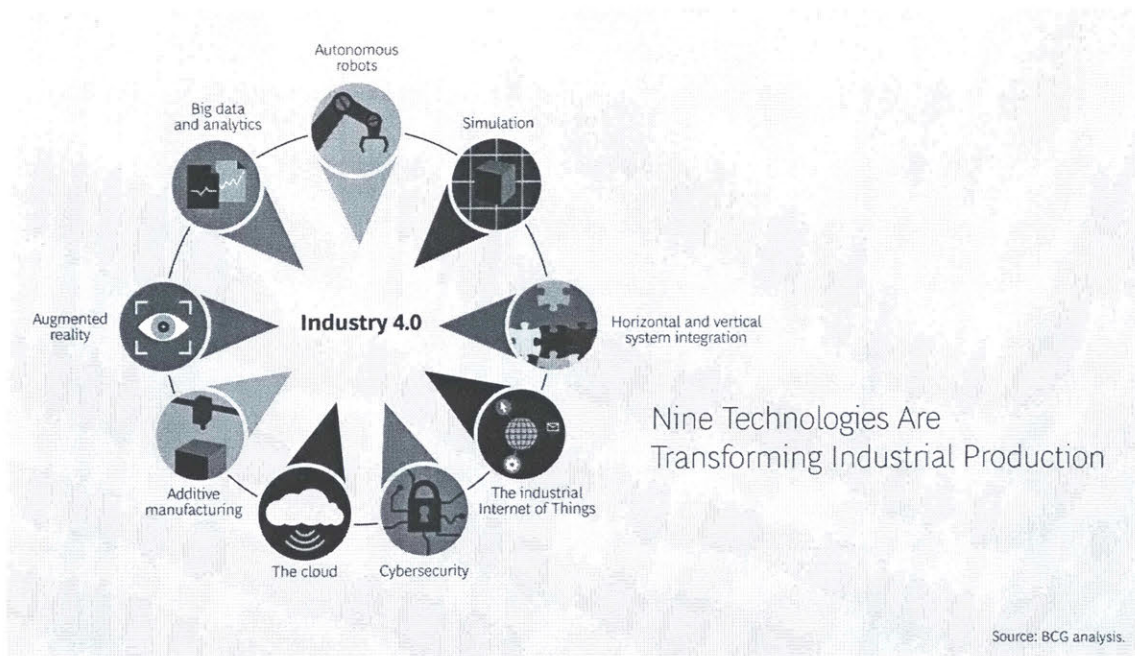 Autonomous
robots
Big data
and analytics
Simulation
Augmented
reality
Industry 4.0
Horizontal and vertical
system integration
Nine Technologies Are
Transforming Industrial Production
Additive
manufacturing
The industrial
Internet of Things
The cloud
Cybersecurity
Source: BCG analysis.